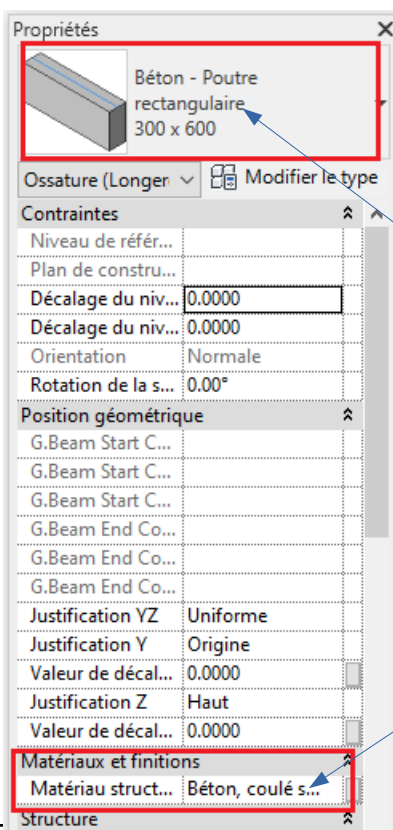 Propriétés
Béton - Poutre
rectangulaire
300 x 600
Ossature (Longer Modifier le type
Contraintes
Niveau de référ...
Plan de constru...
Décalage du niv... 0.0000
Décalage du niv... 0.0000
Orientation Normale
Rotation de la s... 0.00°
Position géométrique
G.Beam Start C...
G.Beam Start C...
G.Beam Start C...
G.Beam End Co...
G.Beam End Co...
G.Beam End Co...
Justification YZ Uniforme
Justification Y Origine
Valeur de décal... 0.0000
Justification Z Haut
Valeur de décal... 0.0000
Matériaux et finitions
Matériau struct... Béton, coulé s...
Structure